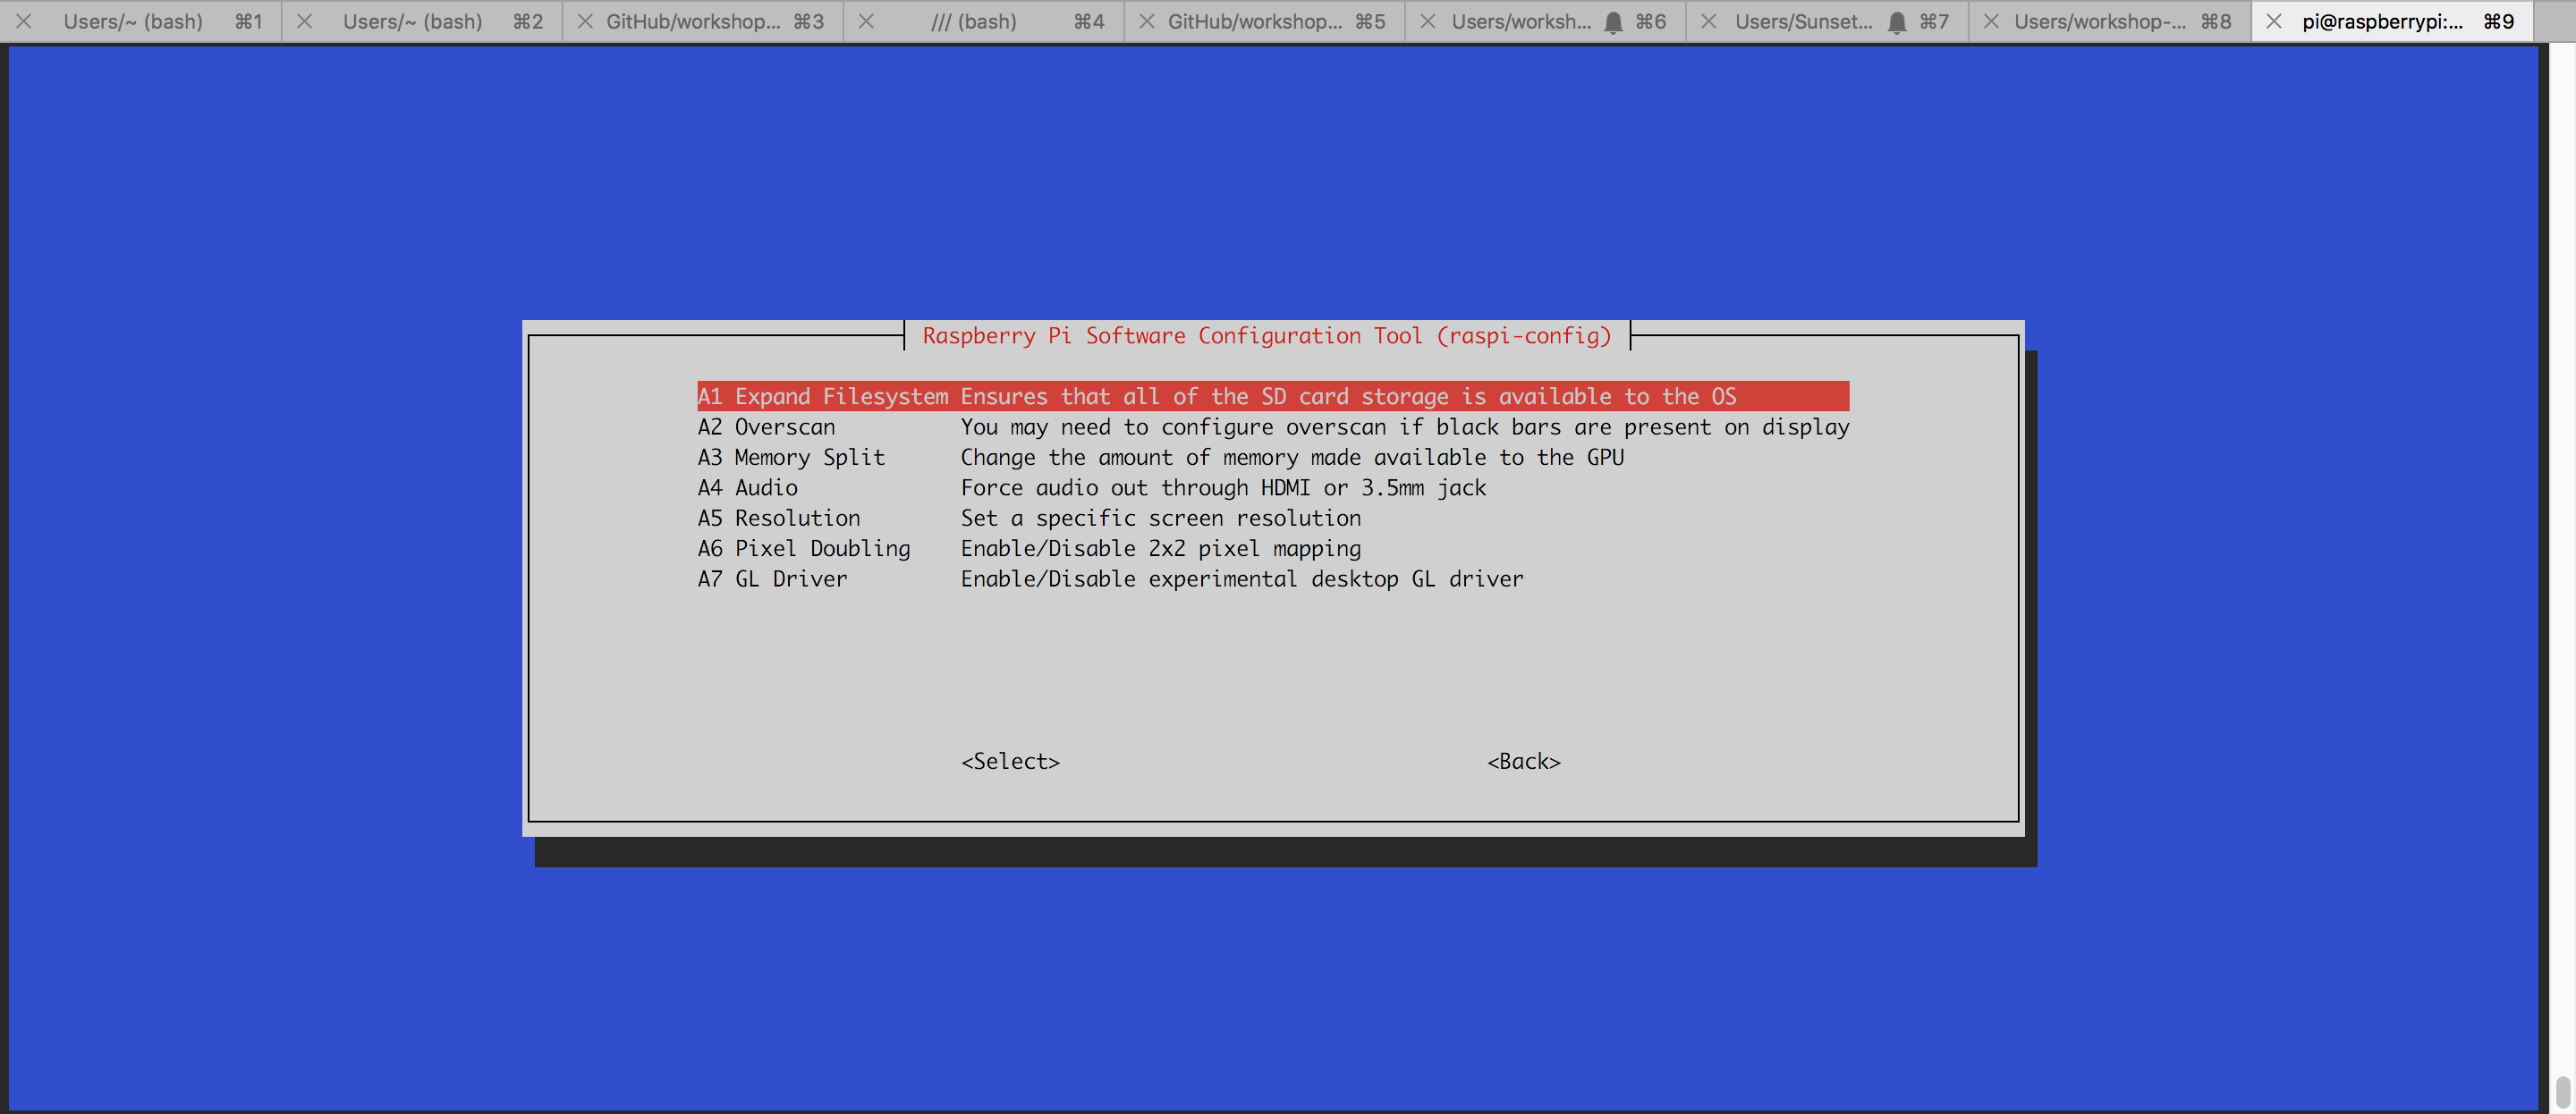 Users/~ (bash) ⌘1 Users/~ (bash) ⌘2 GitHub/workshop... ⌘3 /// (bash) ⌘4 GitHub/workshop... ⌘5 Users/worksh... ⌘6 Users/Sunset... ⌘7 Users/workshop-... ⌘8 pi@raspberrypi:... ⌘9
Raspberry Pi Software Configuration Tool (raspi-config)
A1 Expand Filesystem Ensures that all of the SD card storage is available to the OS
A2 Overscan You may need to configure overscan if black bars are present on display
A3 Memory Split Change the amount of memory made available to the GPU
A4 Audio Force audio out through HDMI or 3.5mm jack
A5 Resolution Set a specific screen resolution
A6 Pixel Doubling Enable/Disable 2x2 pixel mapping
A7 GL Driver Enable/Disable experimental desktop GL driver
<Select> <Back>